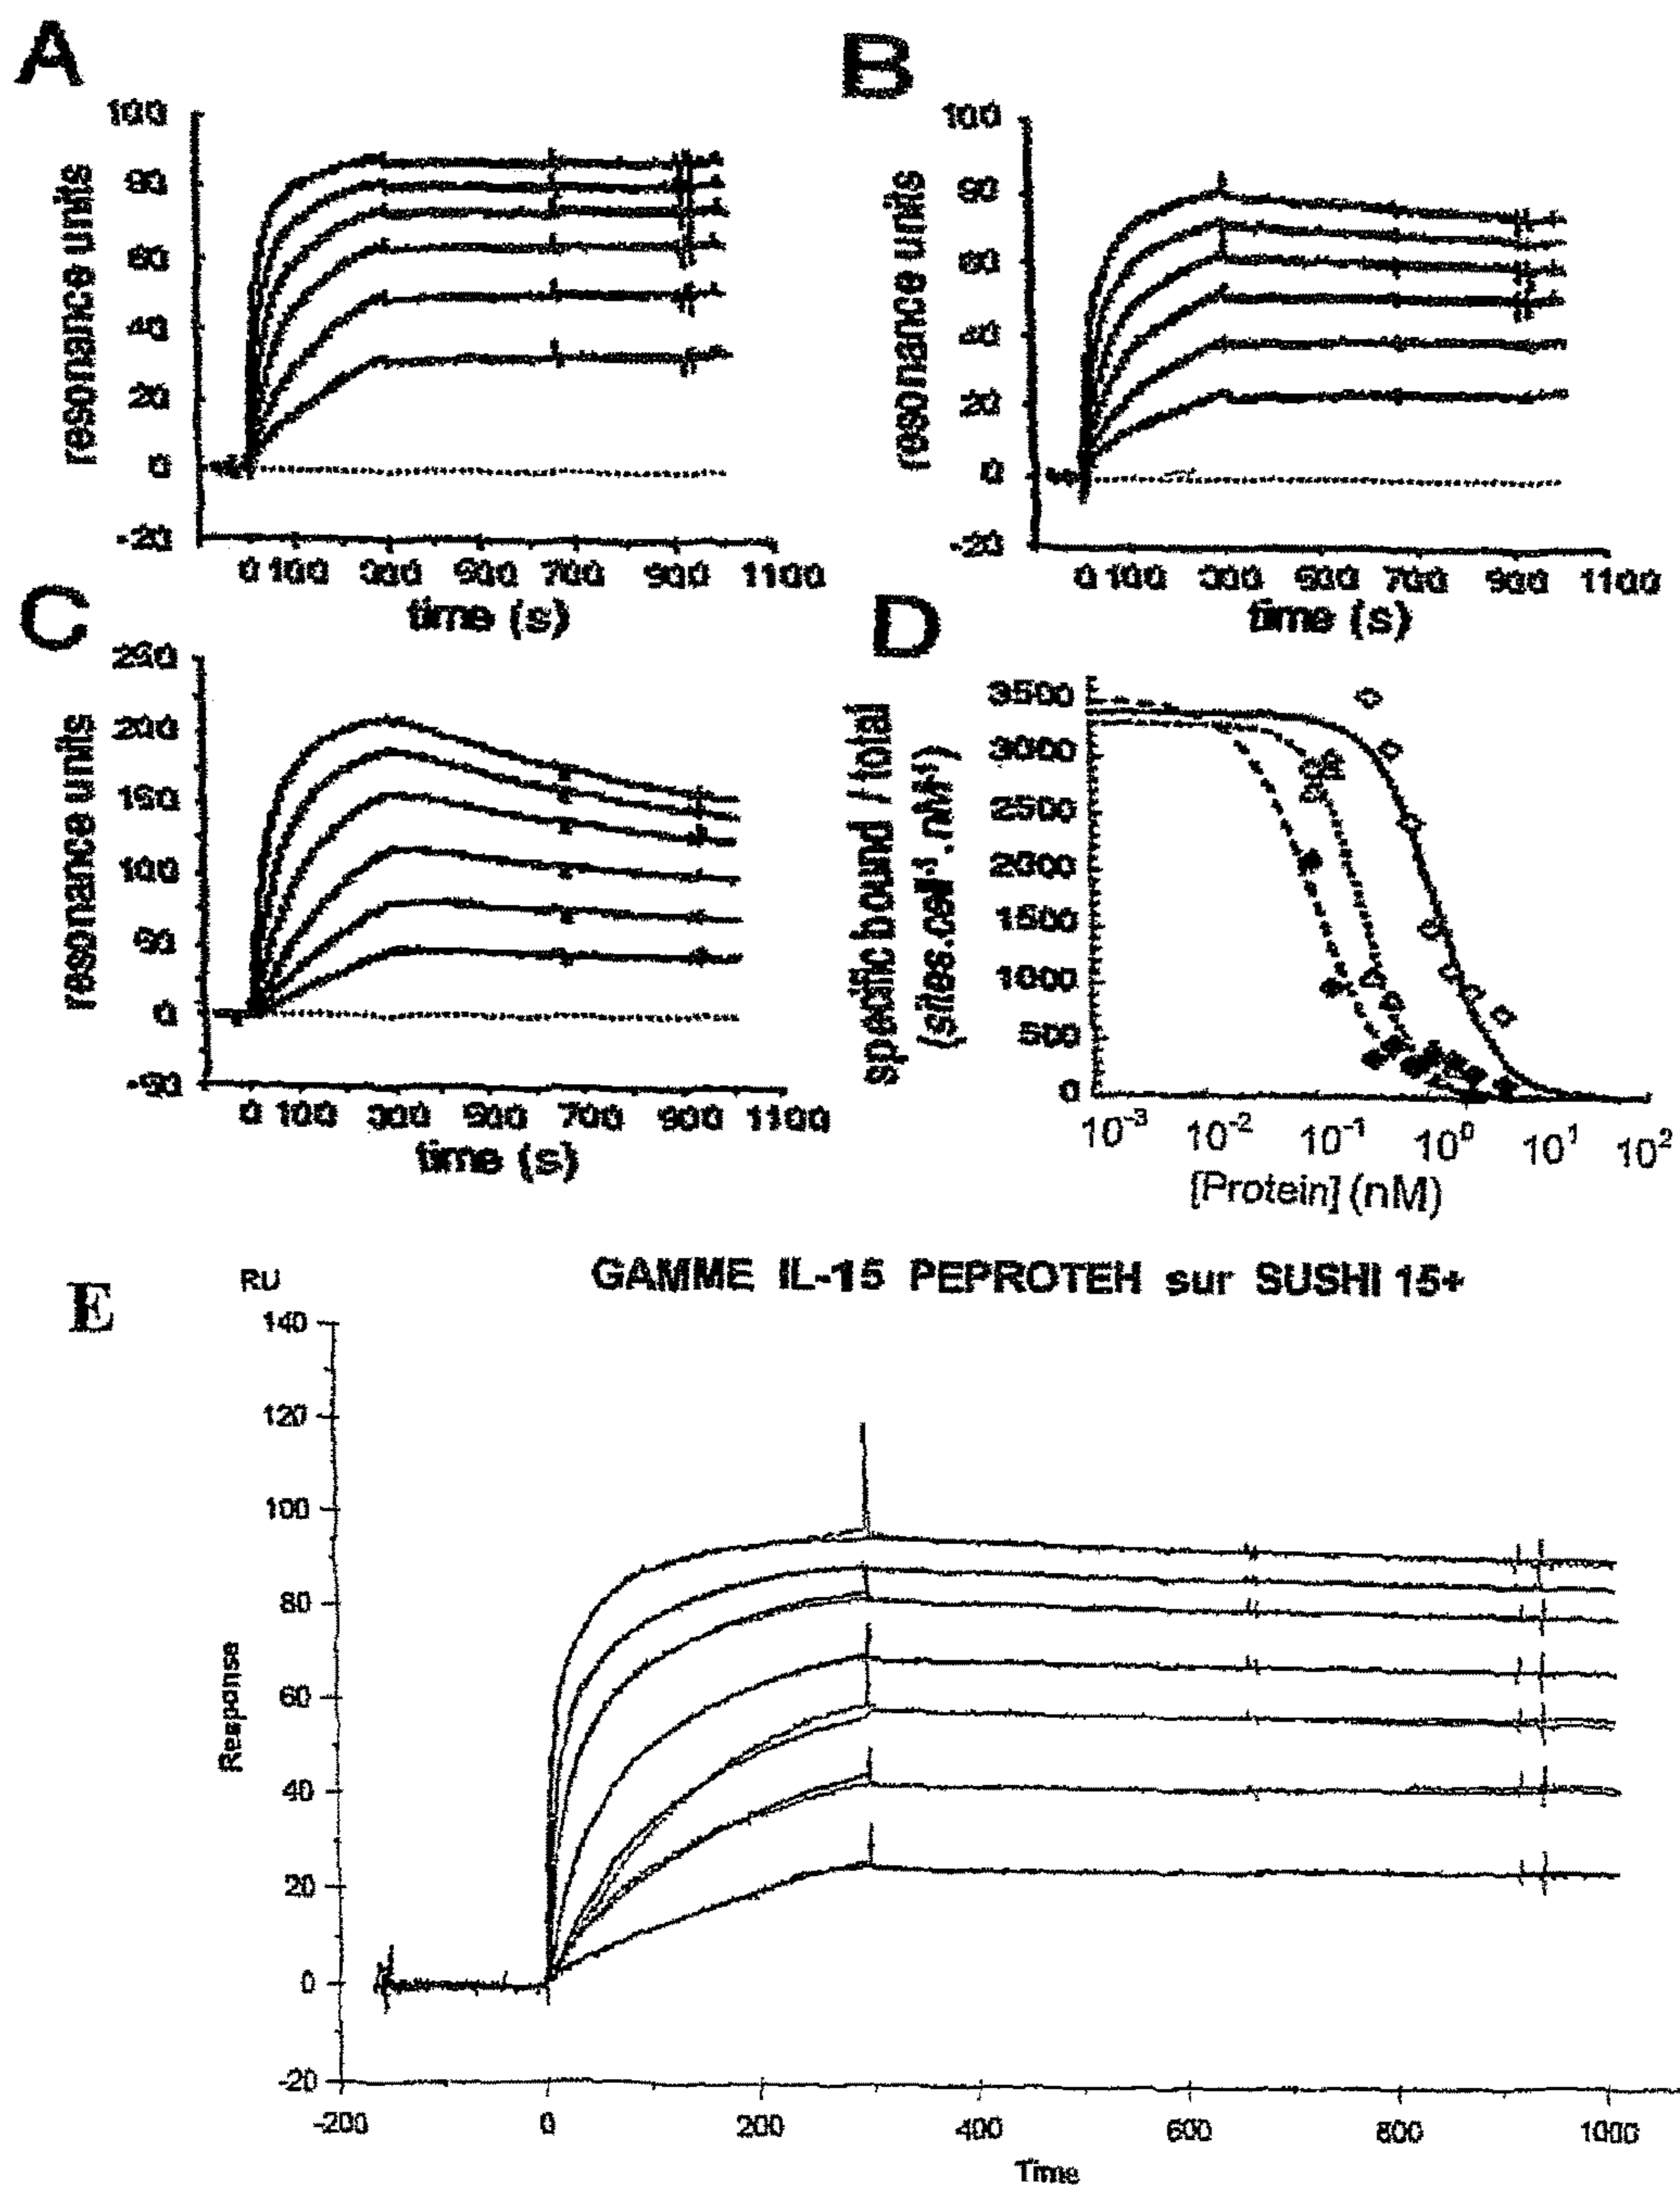 A
100
80
60
40
20
0
-20
resonance units
0 100 300 500 700 900 1100
time (s)
B
100
80
60
40
20
0
-20
resonance units
0 100 300 500 700 900 1100
time (s)
C
250
200
150
100
50
0
-50
resonance units
0 100 300 500 700 900 1100
time (s)
D
3500
3000
2500
2000
1500
1000
500
0
specific bound / total
(sites.cell⁻¹.nM⁻¹)
10⁻³ 10⁻² 10⁻¹ 10⁰ 10¹ 10²
[Protein] (nM)
E
RU
GAMME IL-15 PEPROTEH sur SUSHI 15+
140
120
100
80
60
40
20
0
-20
Response
-200 0 200 400 600 800 1000
Time